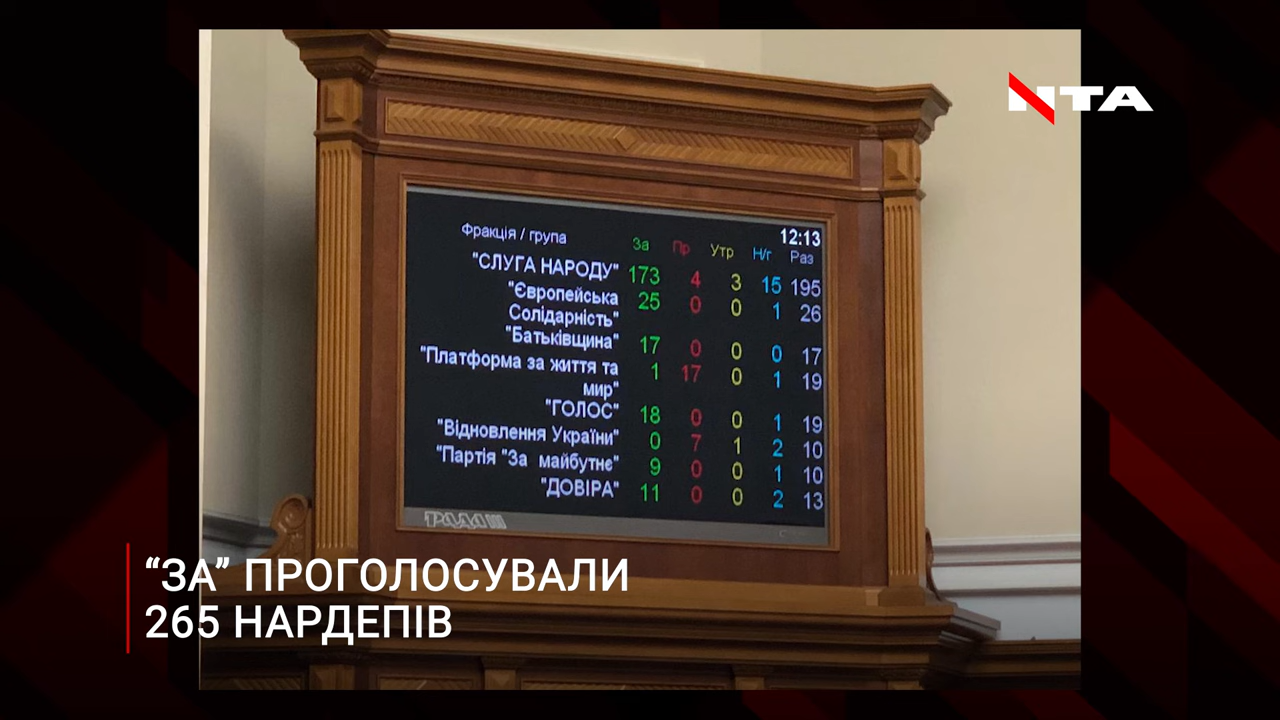 NTA
12:13
Фракція / група За Пр Утр Н/г Раз
"СЛУГА НАРОДУ" 173 4 3 15 195
"Європейська
Солідарність" 25 0 0 1 26
"Батьківщина" 17 0 0 0 17
"Платформа за життя та
мир" 1 17 0 1 19
"ГОЛОС" 18 0 0 1 19
"Відновлення України" 0 7 1 2 10
"Партія "За майбутнє" 9 0 0 1 10
"ДОВІРА" 11 0 0 2 13
РАДА III
“ЗА” ПРОГОЛОСУВАЛИ
265 НАРДЕПІВ